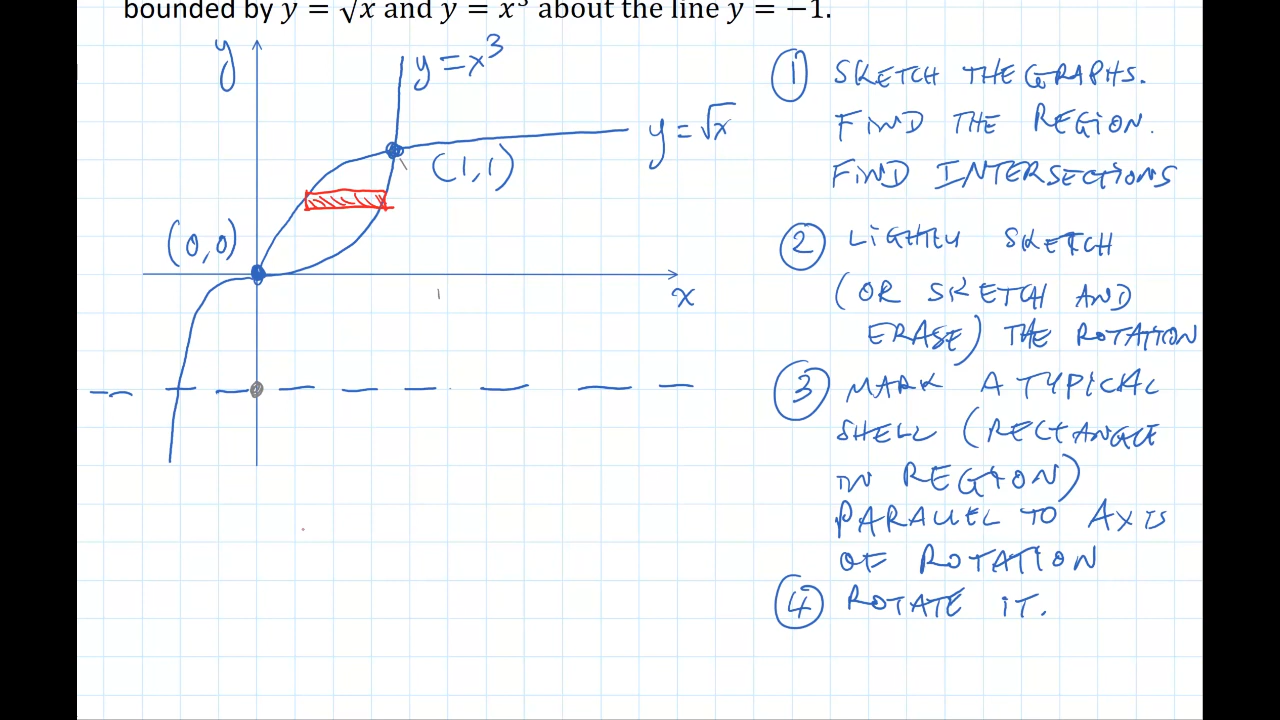 bounded by y = √x and y = x³ about the line y = −1.
y
y = x³
y = √x
(1,1)
(0,0)
x
① SKETCH THE GRAPHS.
FIND THE REGION.
FIND INTERSECTIONS
② LIGHTLY SKETCH
(OR SKETCH AND
ERASE) THE ROTATION
③ MARK A TYPICAL
SHELL (RECTANGLE
IN REGION)
PARALLEL TO AXIS
OF ROTATION
④ ROTATE IT.